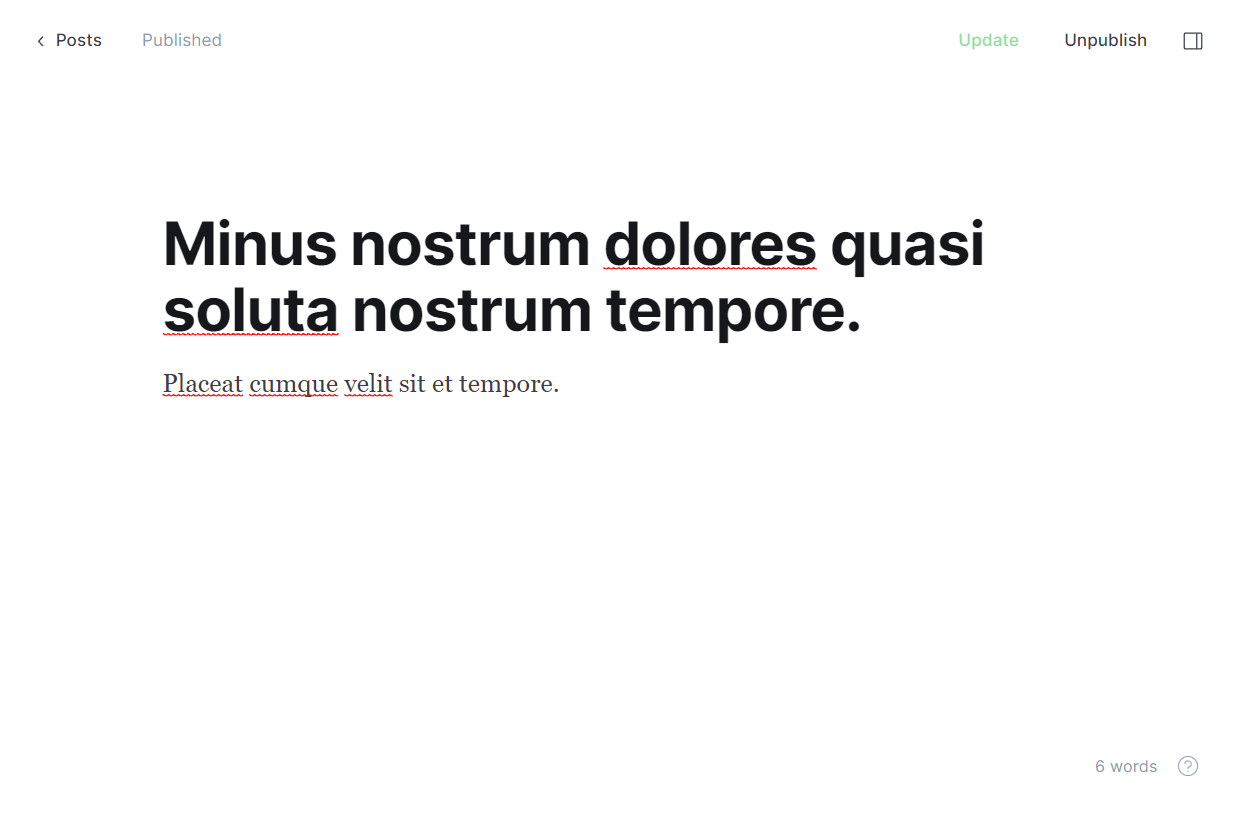 Posts Published Update Unpublish
Minus nostrum dolores quasi
soluta nostrum tempore.
Placeat cumque velit sit et tempore.
6 words ?